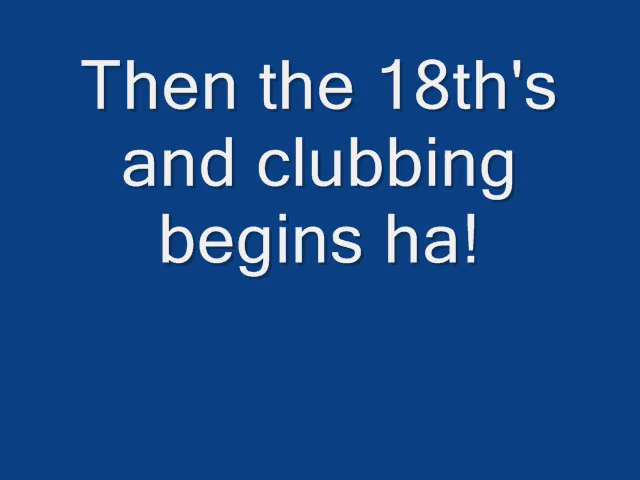 Then the 18th's
and clubbing
begins ha!